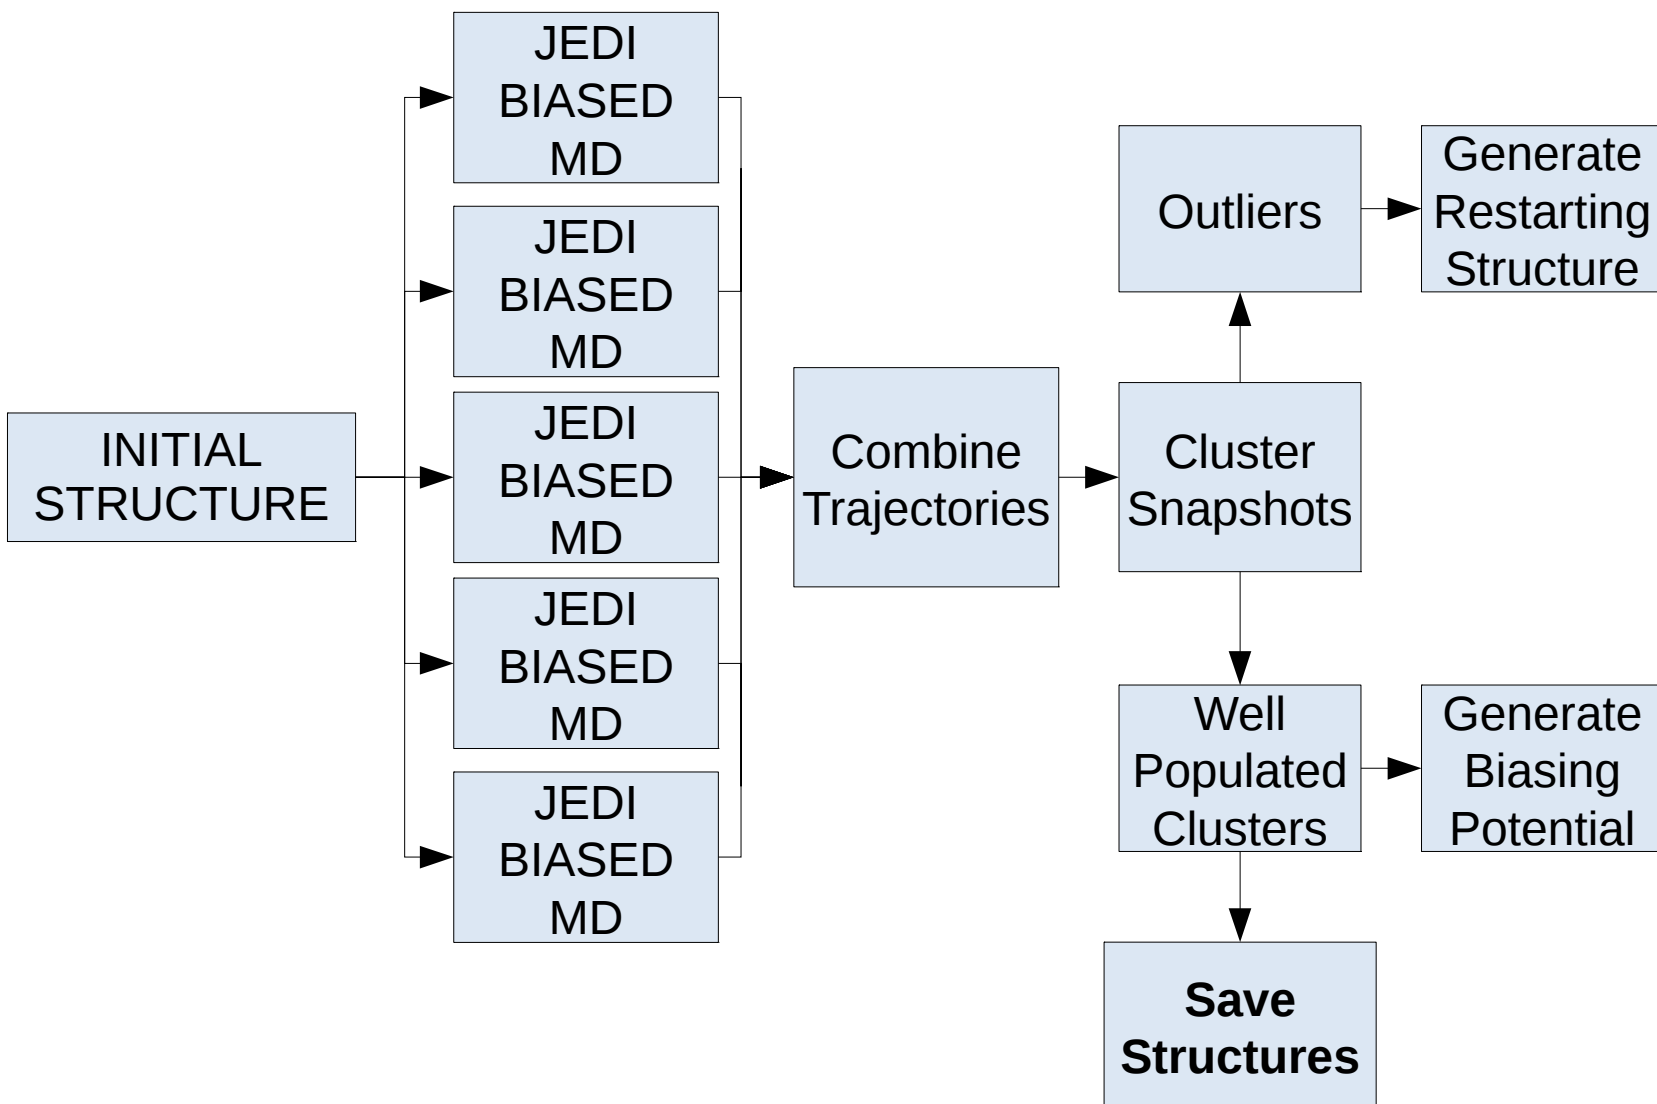 INITIAL
STRUCTURE
JEDI
BIASED
MD
JEDI
BIASED
MD
JEDI
BIASED
MD
JEDI
BIASED
MD
JEDI
BIASED
MD
Combine
Trajectories
Cluster
Snapshots
Outliers
Generate
Restarting
Structure
Well
Populated
Clusters
Generate
Biasing
Potential
Save
Structures